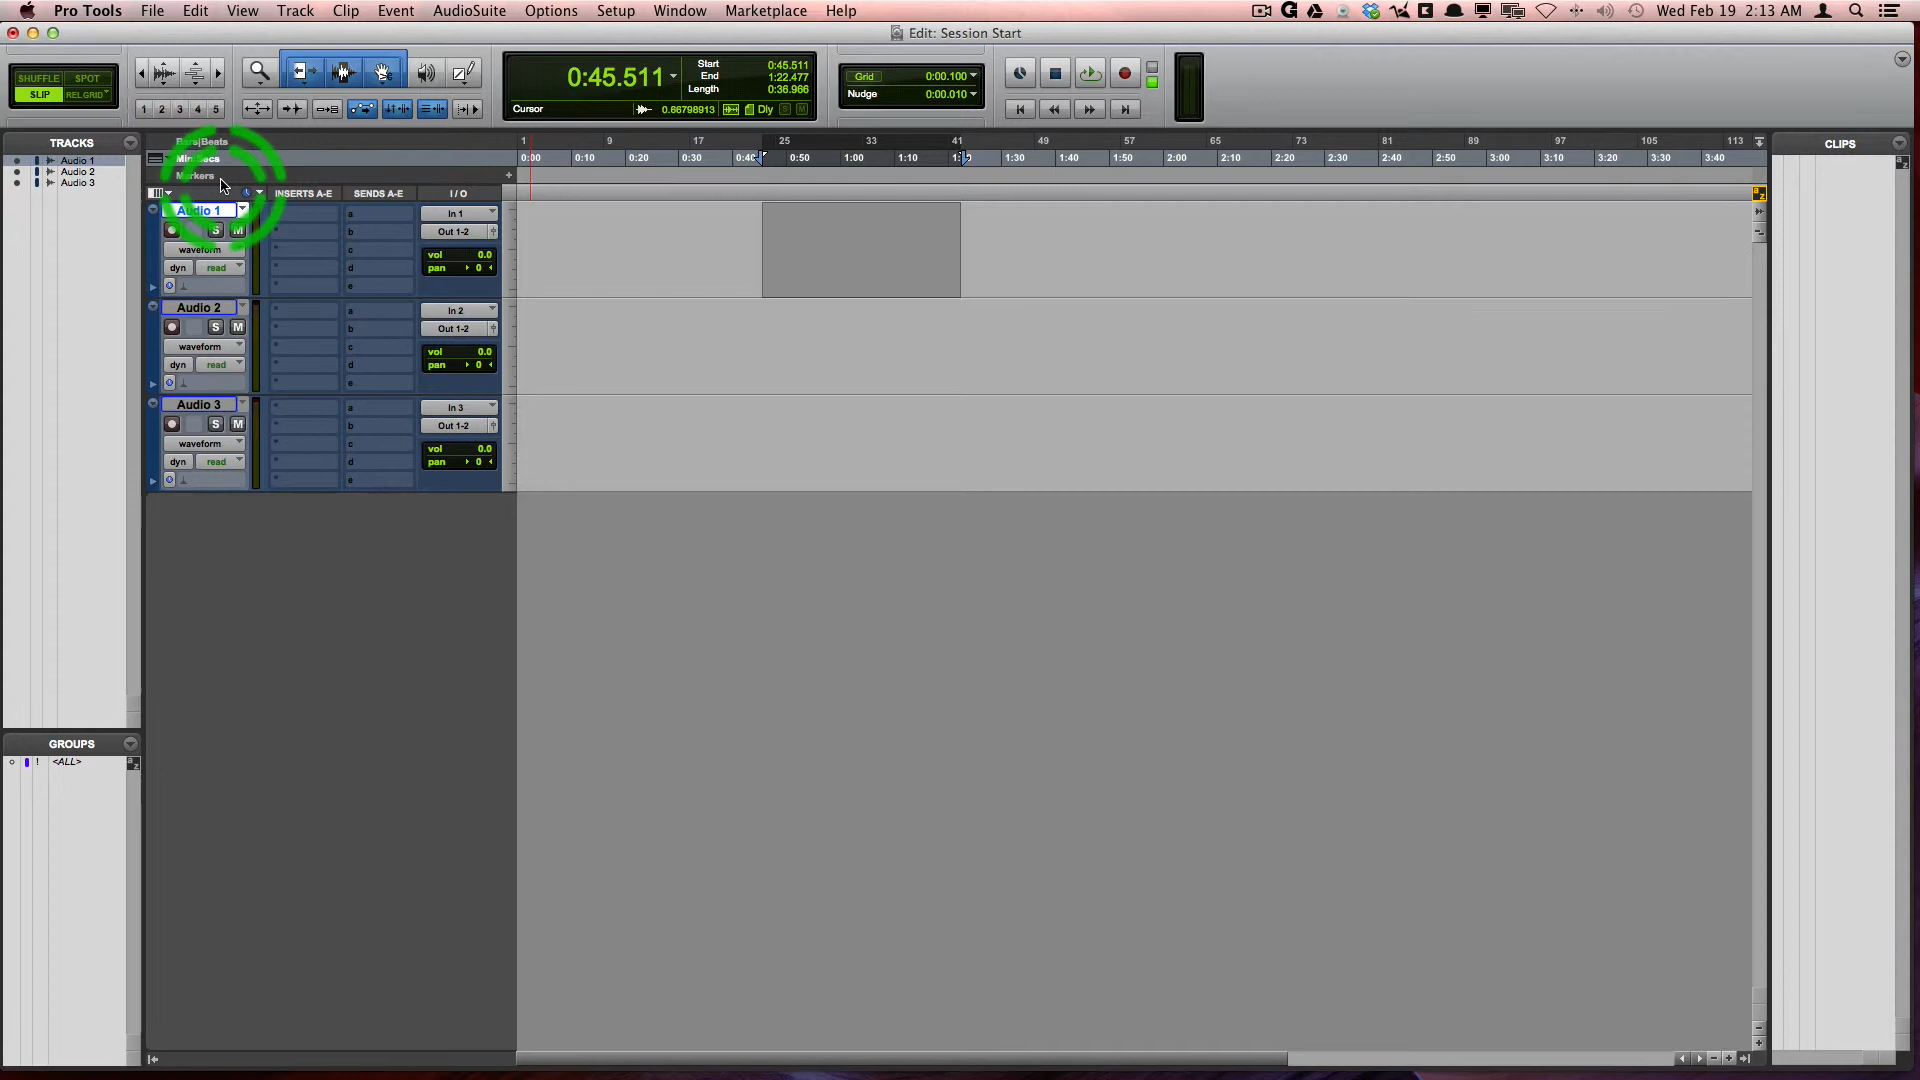 Pro Tools File Edit View Track Clip Event AudioSuite Options Setup Window Marketplace Help Wed Feb 19 2:13 AM
Edit: Session Start
SHUFFLE SPOT
SLIP REL GRID
1 2 3 4 5
0:45.511
Start 0:45.511
End 1:22.477
Length 0:36.966
Cursor 0.66798913 Dly S M
Grid 0:00.100
Nudge 0:00.010
TRACKS
Audio 1
Audio 2
Audio 3
Bars|Beats 1 9 17 25 33 41 49 57 65 73 81 87 97 105 113
Min:Secs 0:00 0:10 0:20 0:30 0:50 1:00 1:10 1:30 1:40 1:50 2:00 2:10 2:20 2:30 2:40 2:50 3:00 3:10 3:20 3:30 3:40
Markers
INSERTS A-E SENDS A-E I / O
Audio 1 a In 1
S M b Out 1-2
waveform c vol 0.0
dyn read d pan 0
e
Audio 2 a In 2
S M b Out 1-2
waveform c vol 0.0
dyn read d pan 0
e
Audio 3 a In 3
S M b Out 1-2
waveform c vol 0.0
dyn read d pan 0
e
CLIPS
a z
GROUPS
! <ALL>
a z